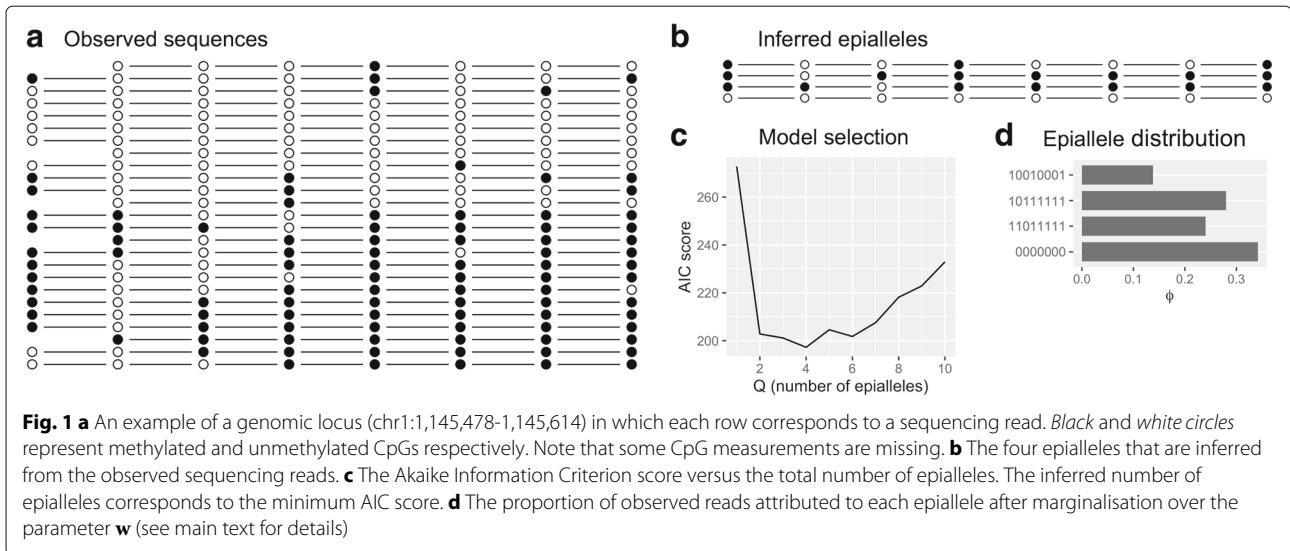 a Observed sequences
b Inferred epialleles
c Model selection
260
240
220
200
AIC score
2 4 6 8 10
Q (number of epialleles)
d Epiallele distribution
10010001
10111111
11011111
0000000
0.0 0.1 0.2 0.3
ϕ
Fig. 1 a An example of a genomic locus (chr1:1,145,478-1,145,614) in which each row corresponds to a sequencing read. Black and white circles
represent methylated and unmethylated CpGs respectively. Note that some CpG measurements are missing. b The four epialleles that are inferred
from the observed sequencing reads. c The Akaike Information Criterion score versus the total number of epialleles. The inferred number of
epialleles corresponds to the minimum AIC score. d The proportion of observed reads attributed to each epiallele after marginalisation over the
parameter w (see main text for details)